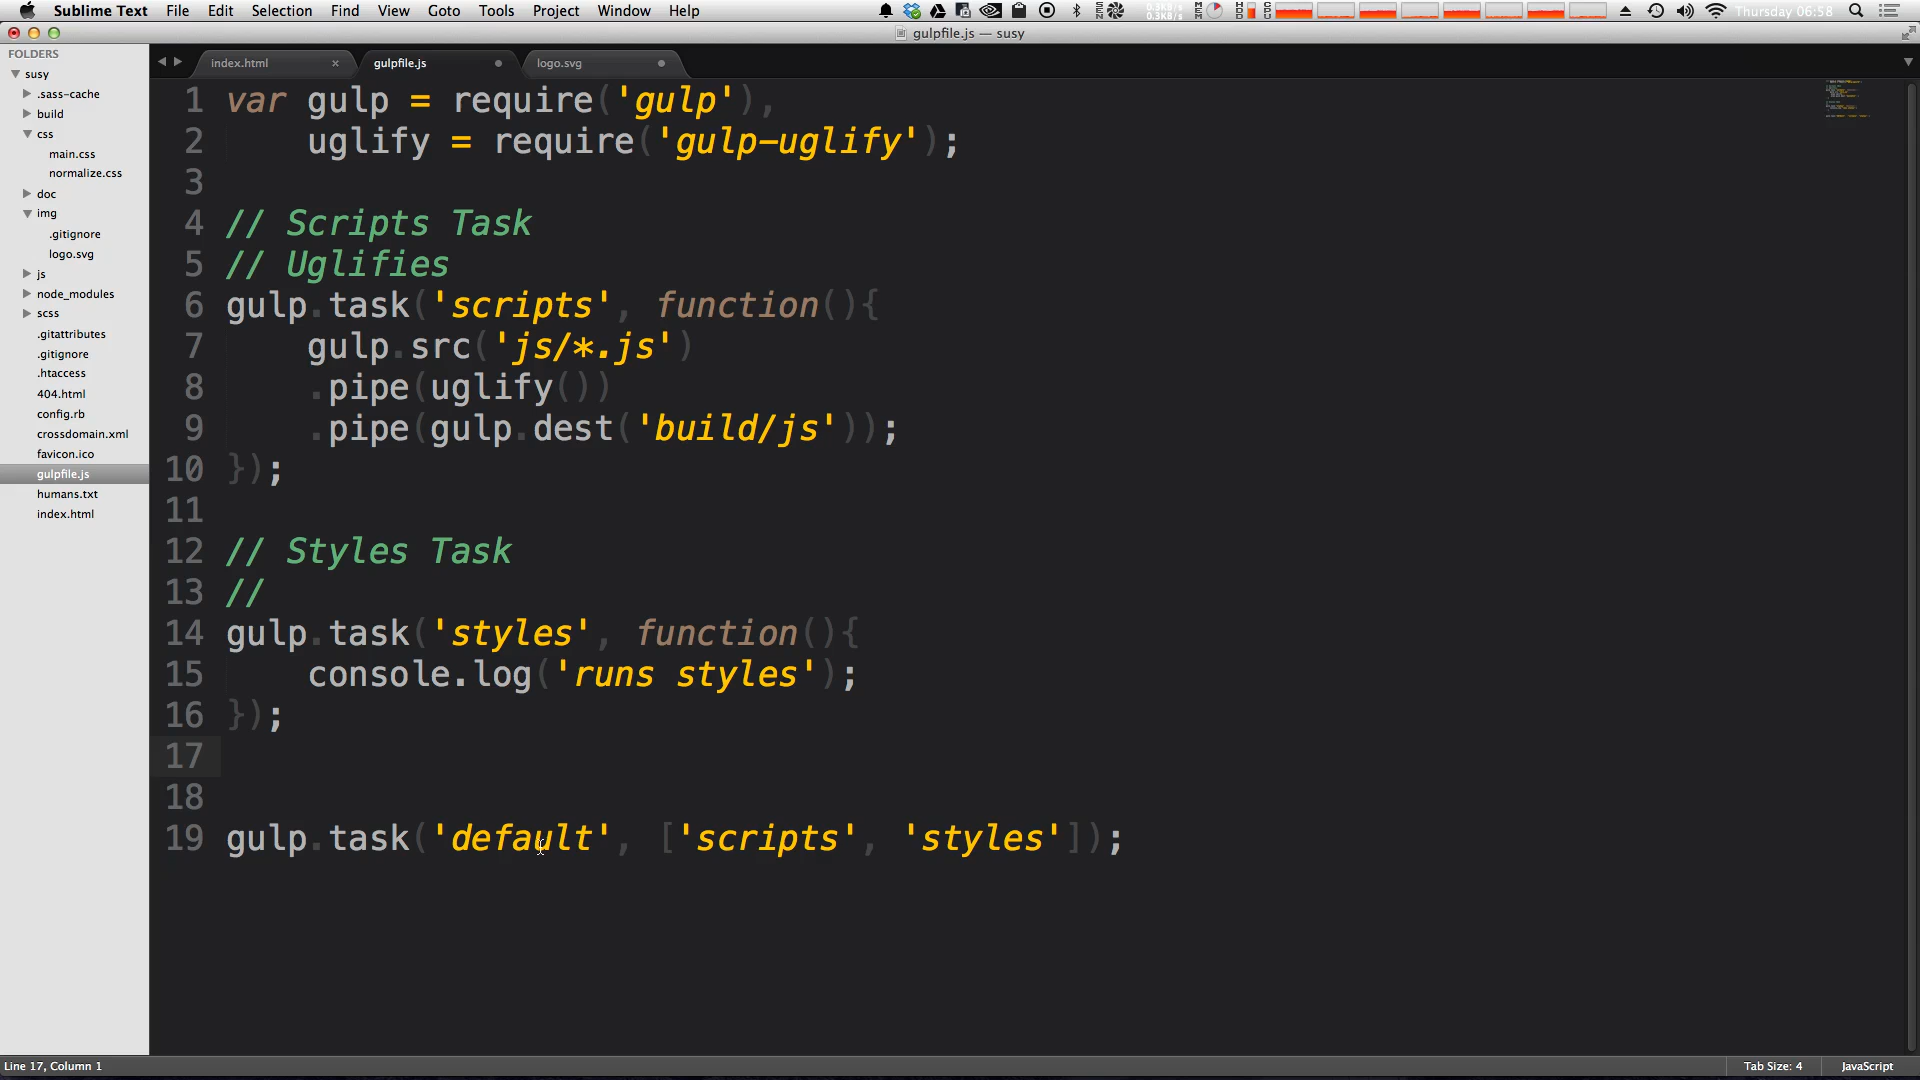 Sublime Text File Edit Selection Find View Goto Tools Project Window Help Thursday 06:58
gulpfile.js — susy
FOLDERS
susy
.sass-cache
build
css
main.css
normalize.css
doc
img
.gitignore
logo.svg
js
node_modules
scss
.gitattributes
.gitignore
.htaccess
404.html
config.rb
crossdomain.xml
favicon.ico
gulpfile.js
humans.txt
index.html
index.html × gulpfile.js logo.svg
1 var gulp = require('gulp'),
2 uglify = require('gulp-uglify');
3
4 // Scripts Task
5 // Uglifies
6 gulp.task('scripts', function(){
7 gulp.src('js/*.js')
8 .pipe(uglify())
9 .pipe(gulp.dest('build/js'));
10 });
11
12 // Styles Task
13 //
14 gulp.task('styles', function(){
15 console.log('runs styles');
16 });
17
18
19 gulp.task('default', ['scripts', 'styles']);
Line 17, Column 1 Tab Size: 4 JavaScript